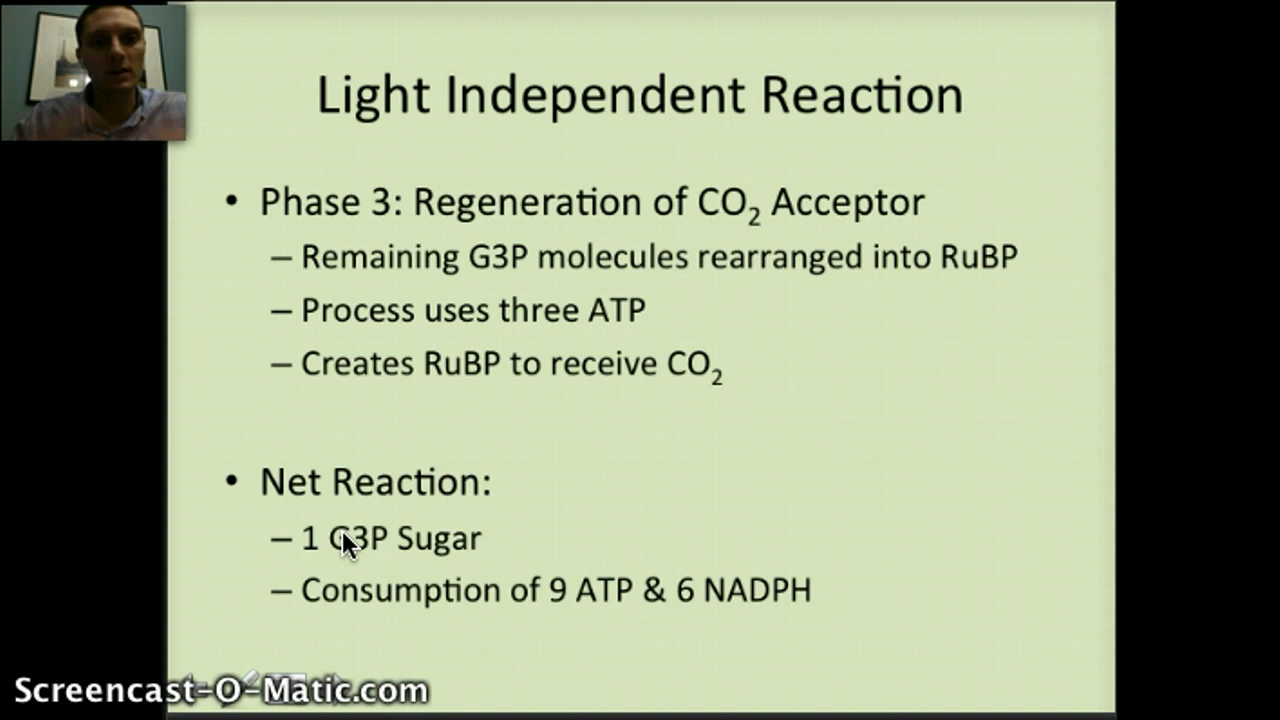 Light Independent Reaction
• Phase 3: Regeneration of CO₂ Acceptor
– Remaining G3P molecules rearranged into RuBP
– Process uses three ATP
– Creates RuBP to receive CO₂
• Net Reaction:
– 1 G3P Sugar
– Consumption of 9 ATP & 6 NADPH
Screencast-O-Matic.com